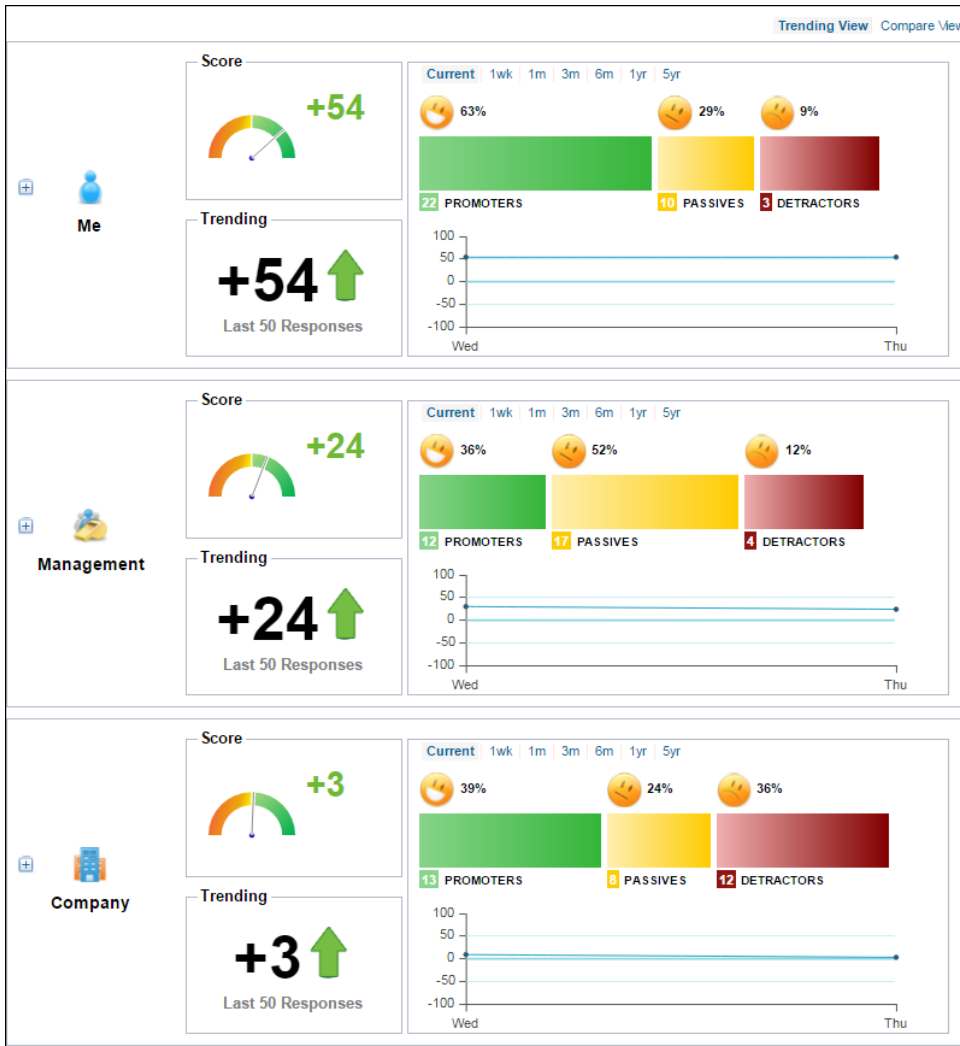 Trending View Compare View
Score
+54
Current 1wk 1m 3m 6m 1yr 5yr
63% 29% 9%
22 PROMOTERS 10 PASSIVES 3 DETRACTORS
Me
Trending
+54
Last 50 Responses
100
50
0
-50
-100
Wed Thu
Score
+24
Current 1wk 1m 3m 6m 1yr 5yr
36% 52% 12%
12 PROMOTERS 17 PASSIVES 4 DETRACTORS
Management
Trending
+24
Last 50 Responses
100
50
0
-50
-100
Wed Thu
Score
+3
Current 1wk 1m 3m 6m 1yr 5yr
39% 24% 36%
13 PROMOTERS 8 PASSIVES 12 DETRACTORS
Company
Trending
+3
Last 50 Responses
100
50
0
-50
-100
Wed Thu